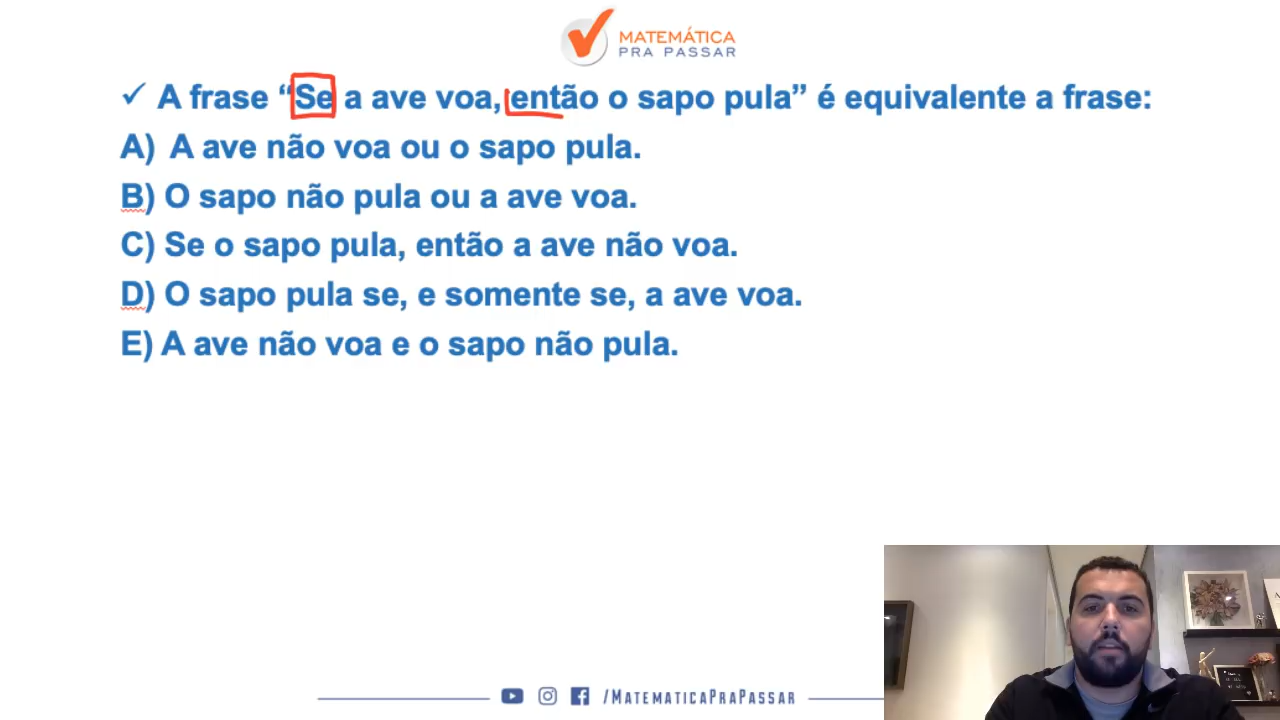 MATEMÁTICA
PRA PASSAR
✓ A frase “Se a ave voa, então o sapo pula” é equivalente a frase:
A) A ave não voa ou o sapo pula.
B) O sapo não pula ou a ave voa.
C) Se o sapo pula, então a ave não voa.
D) O sapo pula se, e somente se, a ave voa.
E) A ave não voa e o sapo não pula.
/MATEMATICAPRAPASSAR